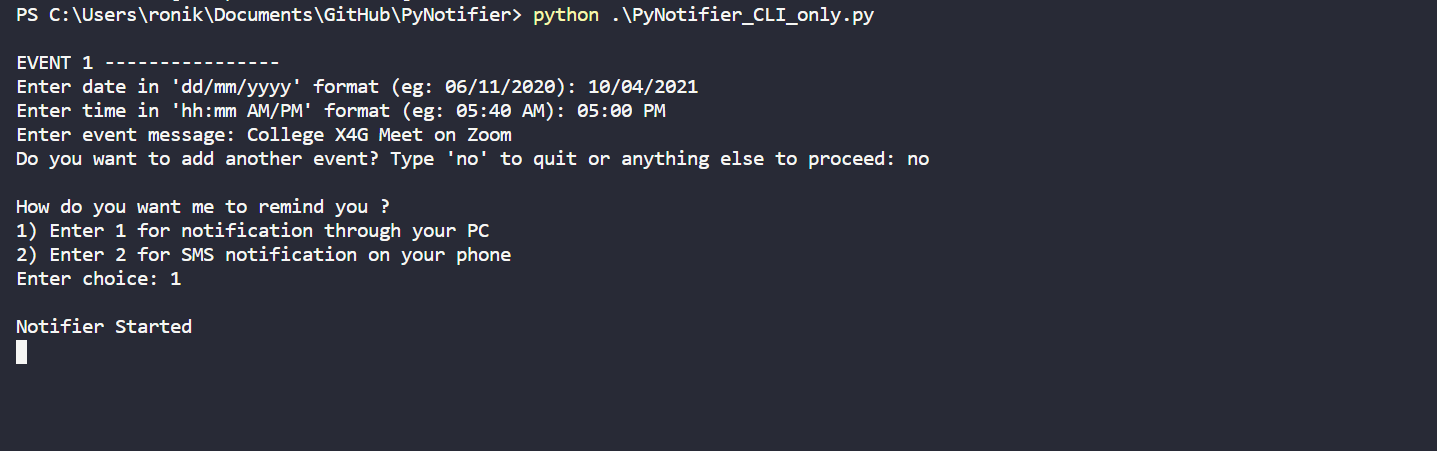 PS C:\Users\ronik\Documents\GitHub\PyNotifier> python .\PyNotifier_CLI_only.py
EVENT 1 ----------------
Enter date in 'dd/mm/yyyy' format (eg: 06/11/2020): 10/04/2021
Enter time in 'hh:mm AM/PM' format (eg: 05:40 AM): 05:00 PM
Enter event message: College X4G Meet on Zoom
Do you want to add another event? Type 'no' to quit or anything else to proceed: no
How do you want me to remind you ?
1) Enter 1 for notification through your PC
2) Enter 2 for SMS notification on your phone
Enter choice: 1
Notifier Started